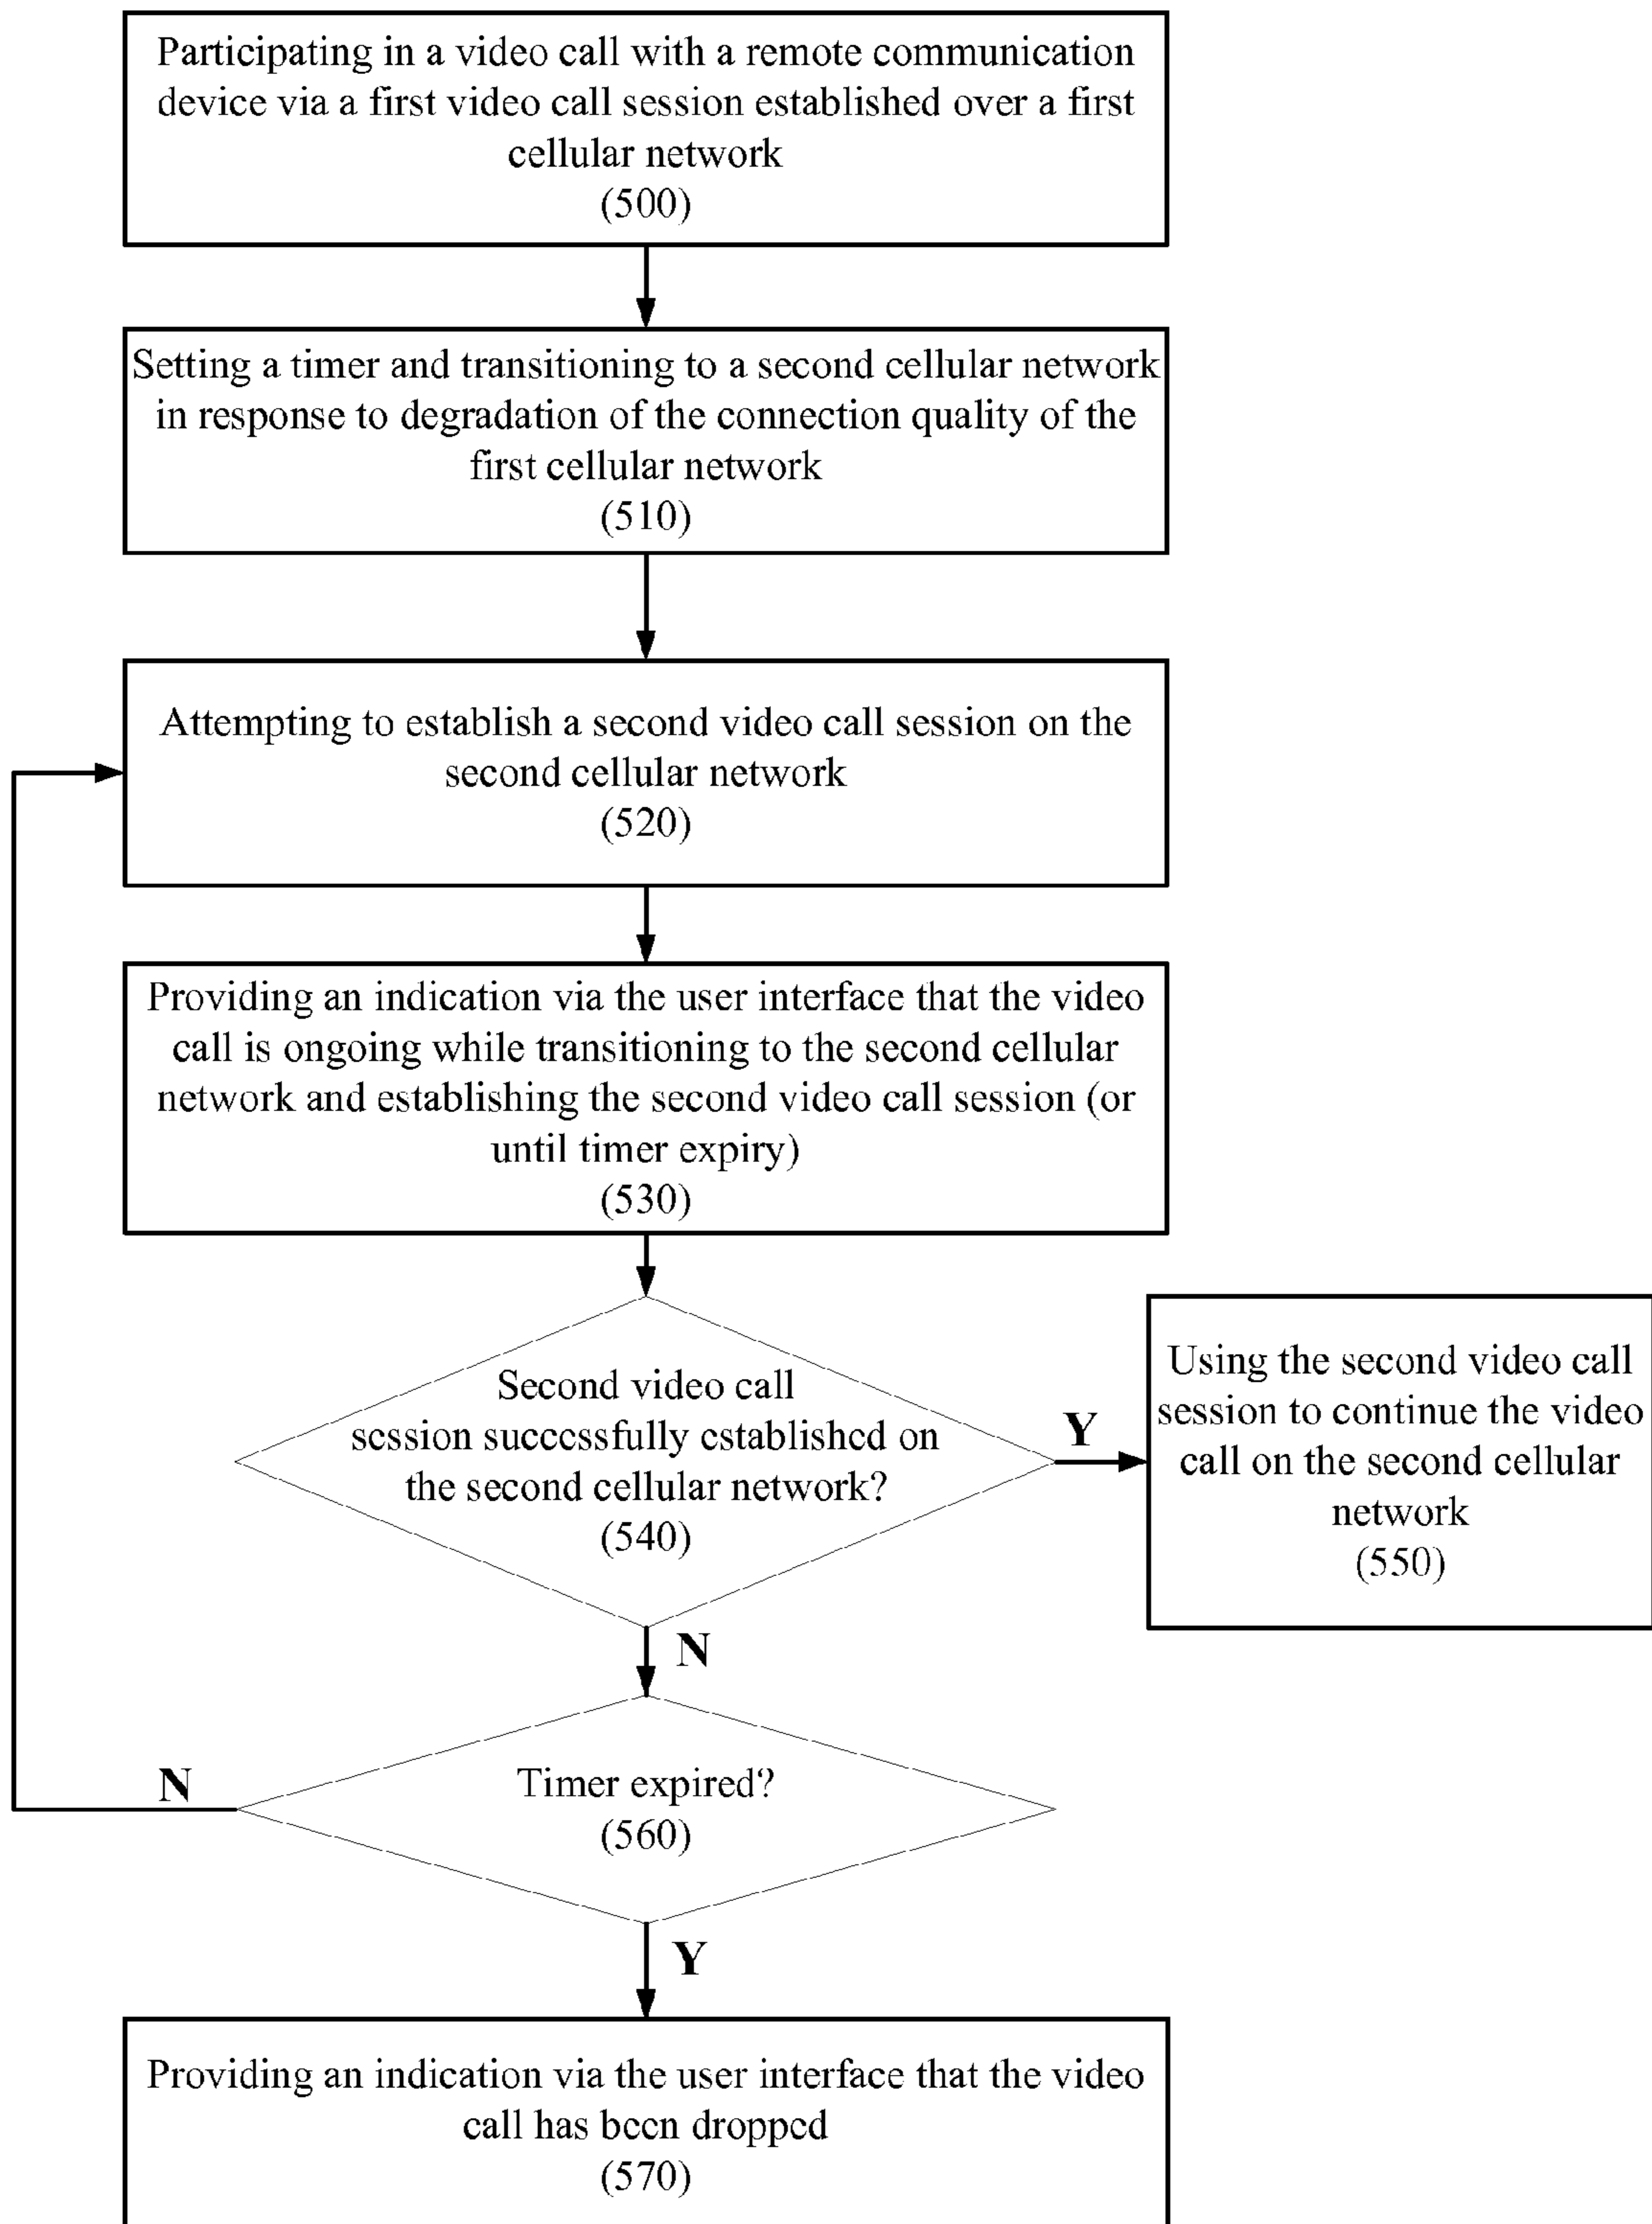 Participating in a video call with a remote communication
device via a first video call session established over a first
cellular network
(500)
Setting a timer and transitioning to a second cellular network
in response to degradation of the connection quality of the
first cellular network
(510)
Attempting to establish a second video call session on the
second cellular network
(520)
Providing an indication via the user interface that the video
call is ongoing while transitioning to the second cellular
network and establishing the second video call session (or
until timer expiry)
(530)
Second video call
session successfully established on
the second cellular network?
(540)
Y
Using the second video call
session to continue the video
call on the second cellular
network
(550)
N
Timer expired?
(560)
N
Y
Providing an indication via the user interface that the video
call has been dropped
(570)